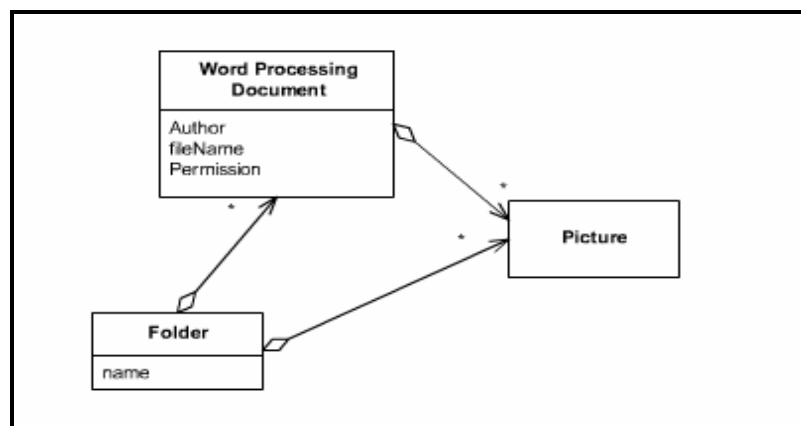 Word Processing
Document
Author
fileName
Permission
*
*
*
Picture
Folder
name